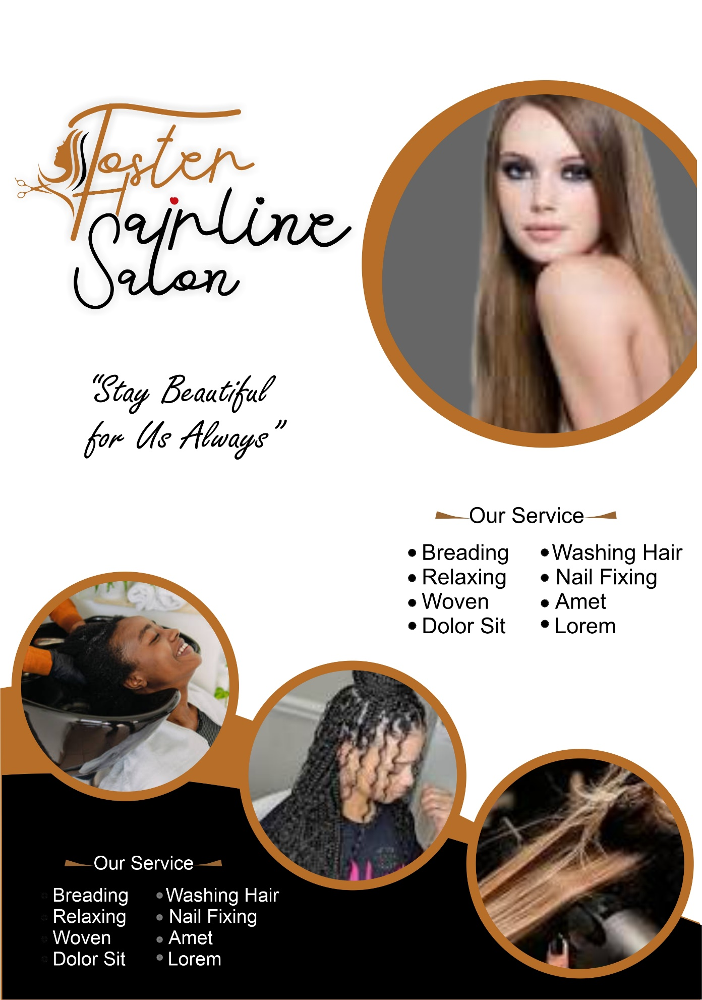 Foster
Hairline
Salon
“Stay Beautiful
for Us Always”
Our Service
Breading
Relaxing
Woven
Dolor Sit
Washing Hair
Nail Fixing
Amet
Lorem
Our Service
Breading
Relaxing
Woven
Dolor Sit
Washing Hair
Nail Fixing
Amet
Lorem